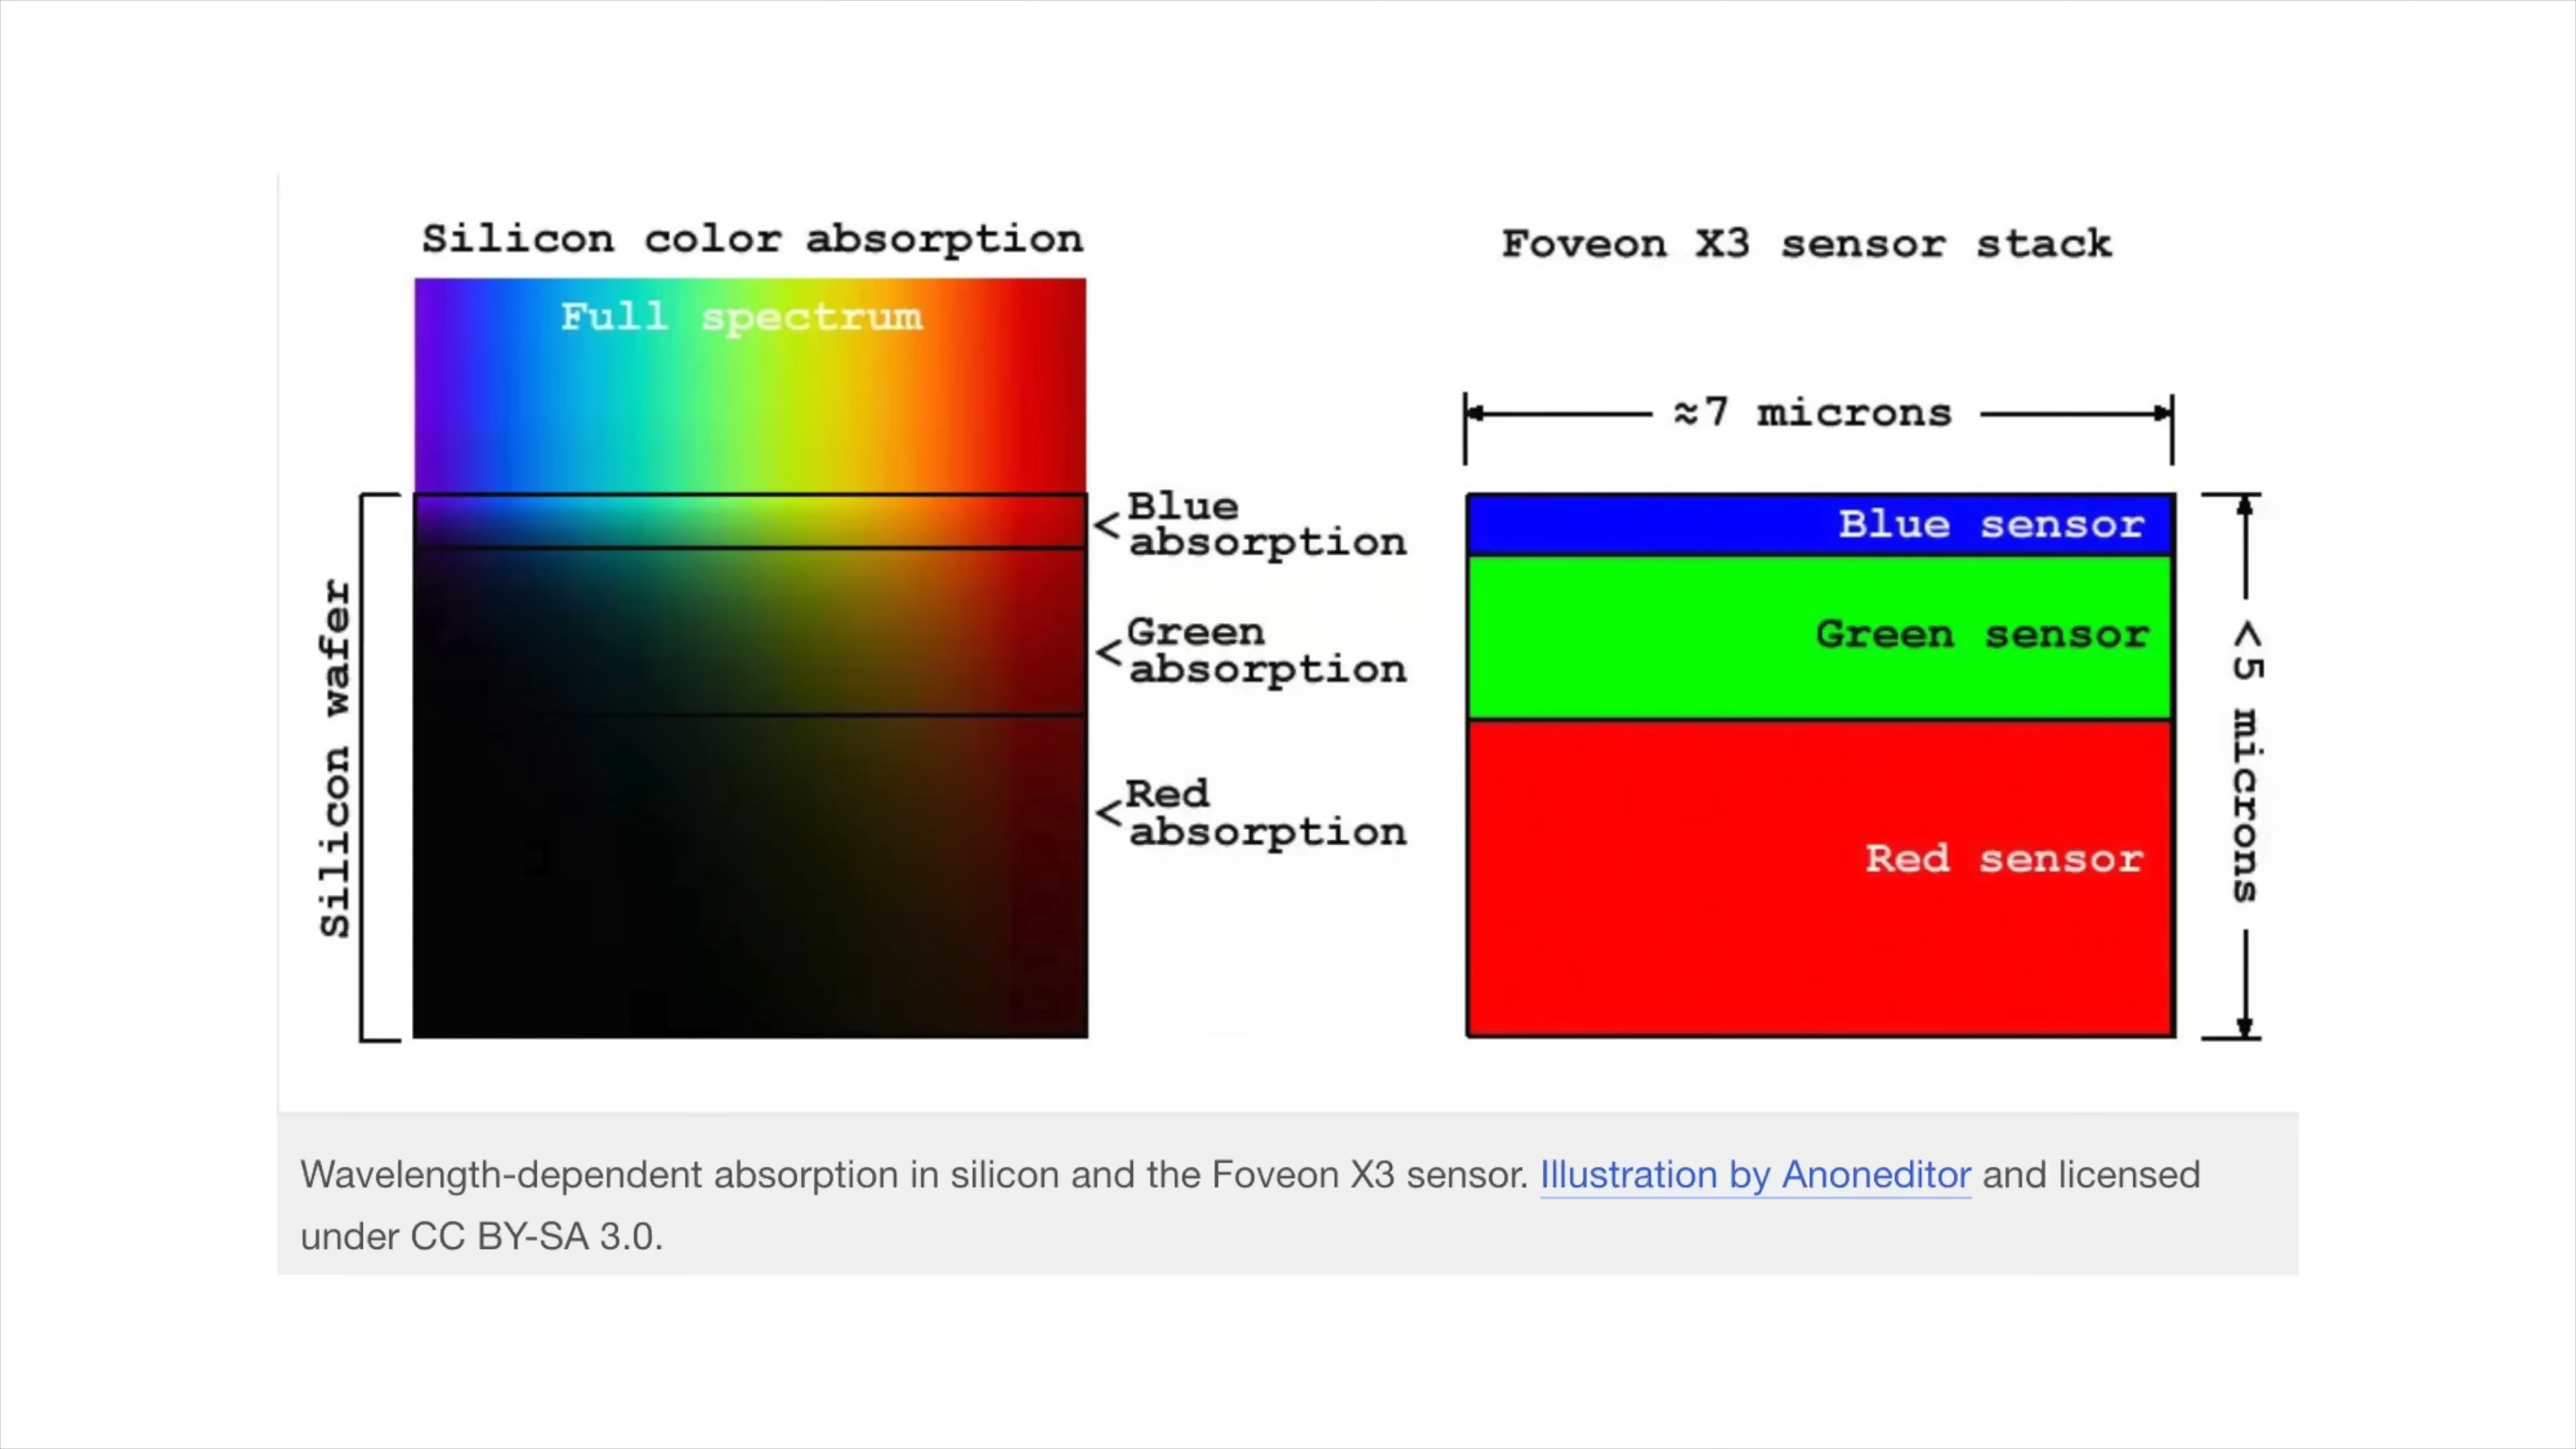 Silicon color absorption
Full spectrum
Silicon wafer
Blue
absorption
Green
absorption
Red
absorption
Foveon X3 sensor stack
≈7 microns
Blue sensor
Green sensor
Red sensor
<5 microns
Wavelength-dependent absorption in silicon and the Foveon X3 sensor. Illustration by Anoneditor and licensed
under CC BY-SA 3.0.